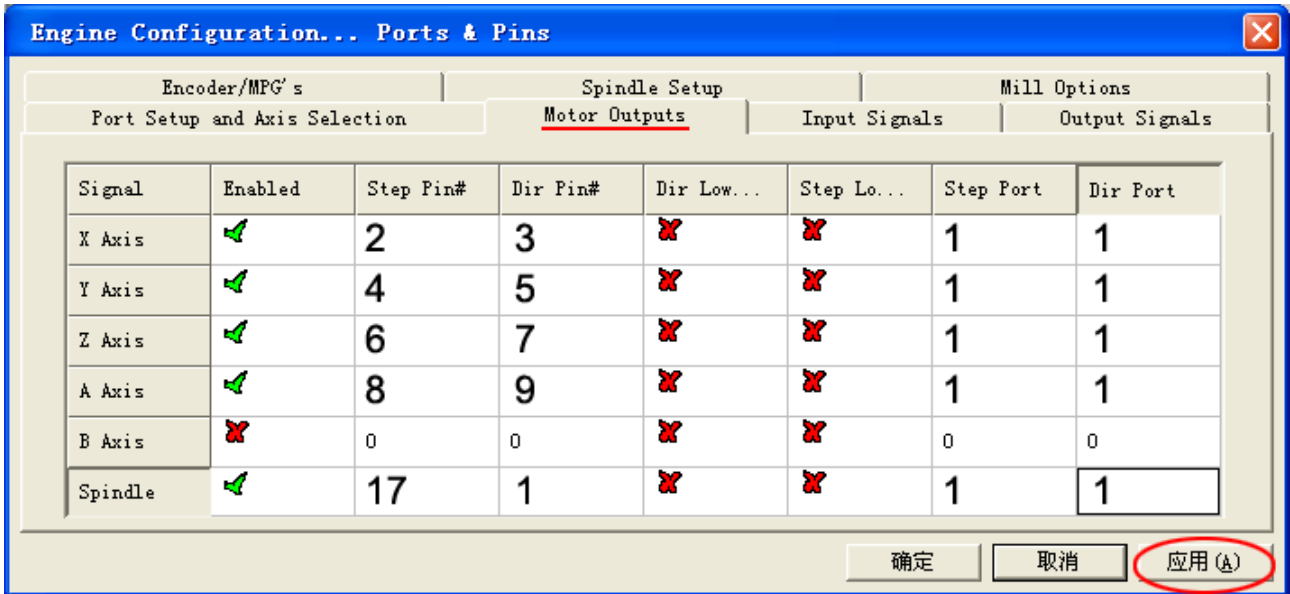 Engine Configuration... Ports & Pins
Encoder/MPG's Spindle Setup Mill Options
Port Setup and Axis Selection Motor Outputs Input Signals Output Signals
Signal Enabled Step Pin# Dir Pin# Dir Low... Step Lo... Step Port Dir Port
X Axis 2 3 1 1
Y Axis 4 5 1 1
Z Axis 6 7 1 1
A Axis 8 9 1 1
B Axis 0 0 0 0
Spindle 17 1 1 1
确定 取消 应用(A)